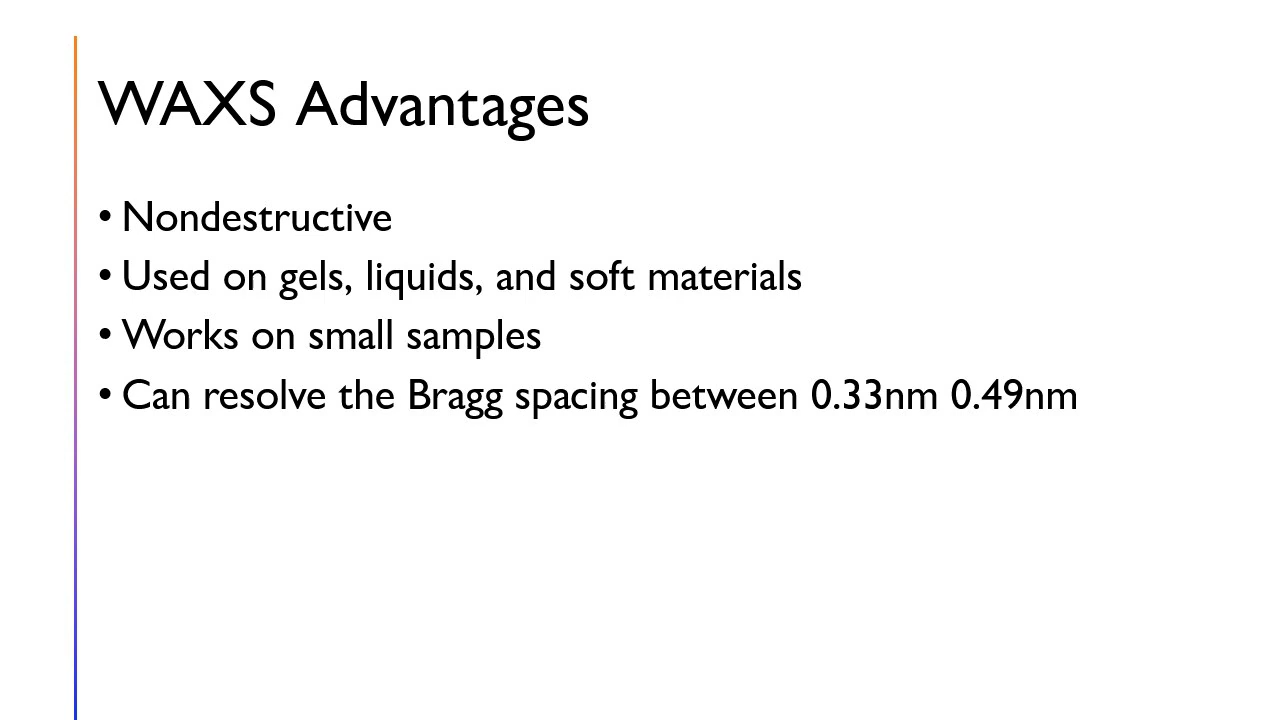 WAXS Advantages
• Nondestructive
• Used on gels, liquids, and soft materials
• Works on small samples
• Can resolve the Bragg spacing between 0.33nm 0.49nm